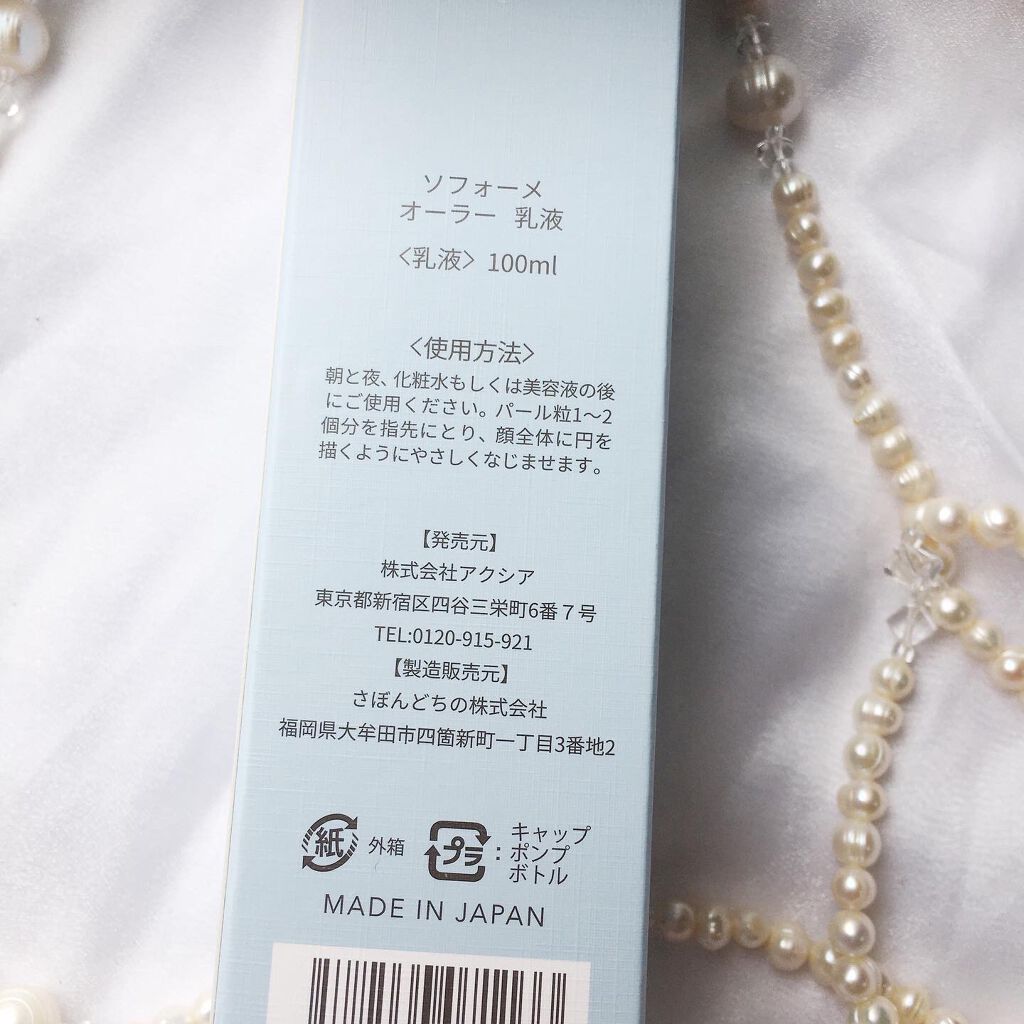 ソフォーメ
オーラー 乳液
〈乳液〉 100ml
〈使用方法〉
朝と夜、化粧水もしくは美容液の後
にご使用ください。パール粒1〜2
個分を指先にとり、顔全体に円を
描くようにやさしくなじませます。
【発売元】
株式会社アクシア
東京都新宿区四谷三栄町6番７号
TEL:0120-915-921
【製造販売元】
さぼんどちの株式会社
福岡県大牟田市四箇新町一丁目3番地2
紙 外箱
プラ : キャップ
ポンプ
ボトル
MADE IN JAPAN